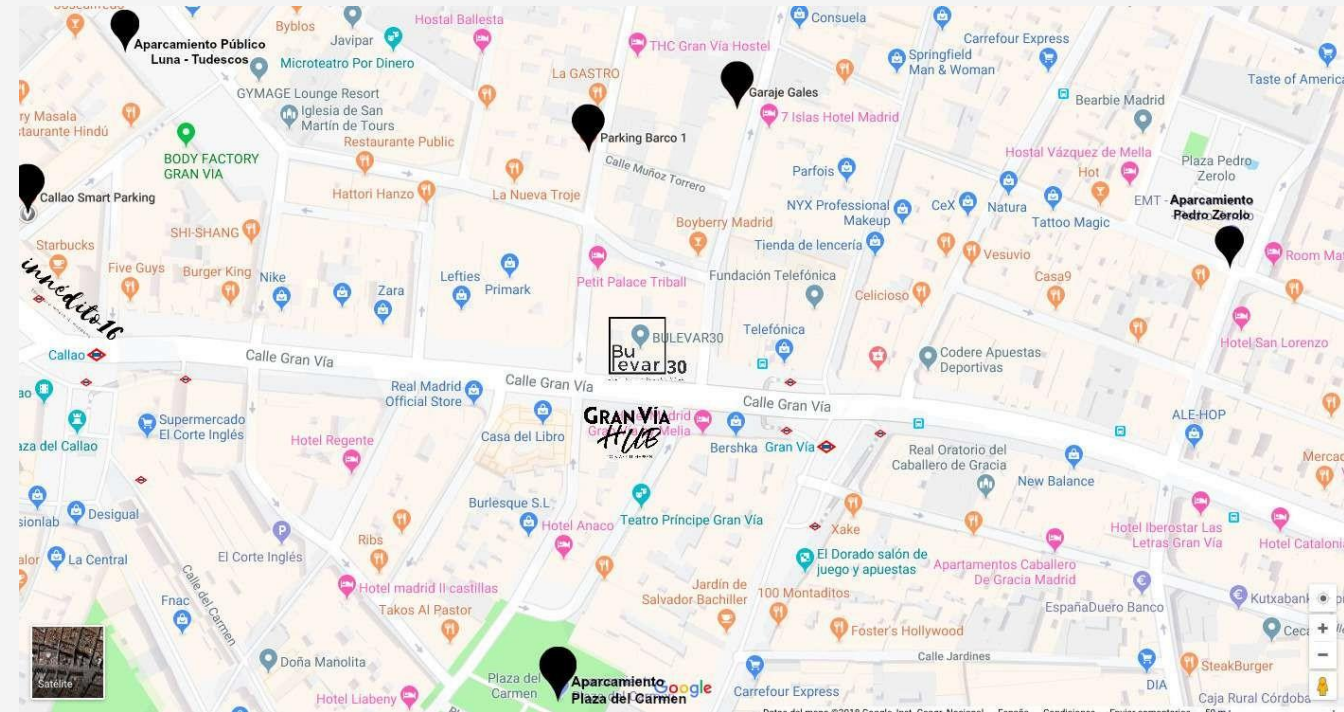 Byblos
Javipar
Hostal Ballesta
Consuela
Aparcamiento Público
Luna - Tudescos
Microteatro Por Dinero
THC Gran Vía Hostel
Springfield
Man & Woman
Carrefour Express
Taste of America
La GASTRO
GYMAGE Lounge Resort
Garaje Gales
Bearbie Madrid
Iglesia de San
Martín de Tours
7 Islas Hotel Madrid
ry Masala
staurante Hindú
Restaurante Public
Parking Barco 1
BODY FACTORY
GRAN VIA
Calle Muñoz Torrero
Parfois
Hostal Vázquez de Mella
Plaza Pedro
Zerolo
Hot
Callao Smart Parking
Hattori Hanzo
La Nueva Troje
NYX Professional
Makeup
CeX
Natura
Tattoo Magic
EMT -
Aparcamiento
Pedro Zerolo
SHI-SHANG
Boyberry Madrid
Tienda de lencería
Starbucks
Vesuvio
Room Mat
innédito16
Five Guys
Burger King
Nike
Zara
Lefties
Primark
Petit Palace Triball
Fundación Telefónica
Celicioso
Casa9
BULEVAR30
Bu
levar 30
Telefónica
Hotel San Lorenzo
Callao
Calle Gran Vía
Codere Apuestas
Deportivas
Real Madrid
Official Store
Calle Gran Vía
Calle Gran Vía
GRAN VÍA
HUB
Supermercado
El Corte Inglés
ALE-HOP
aza del Callao
Hotel Regente
Casa del Libro
Bershka
Gran Vía
Real Oratorio del
Caballero de Gracia
New Balance
Mercad
sionlab
Desigual
Burlesque S.L
Hotel Anaco
Teatro Príncipe Gran Vía
Xake
Hotel Iberostar Las
Letras Gran Vía
Hotel Cataloni
La Central
El Corte Inglés
Ribs
El Dorado salón de
juego y apuestas
Apartamentos Caballero
De Gracia Madrid
Calle del Carmen
Hotel madrid II castillas
Jardín de
Salvador Bachiller
100 Montaditos
Fnac
Takos Al Pastor
EspañaDuero Banco
Kutxabank
Foster's Hollywood
Ceca
Doña Manolita
Calle Jardines
Satélite
Plaza del
Carmen
Aparcamiento
Plaza del Carmen
Google
Carrefour Express
DIA
SteakBurger
Hotel Liabeny
Caja Rural Córdoba